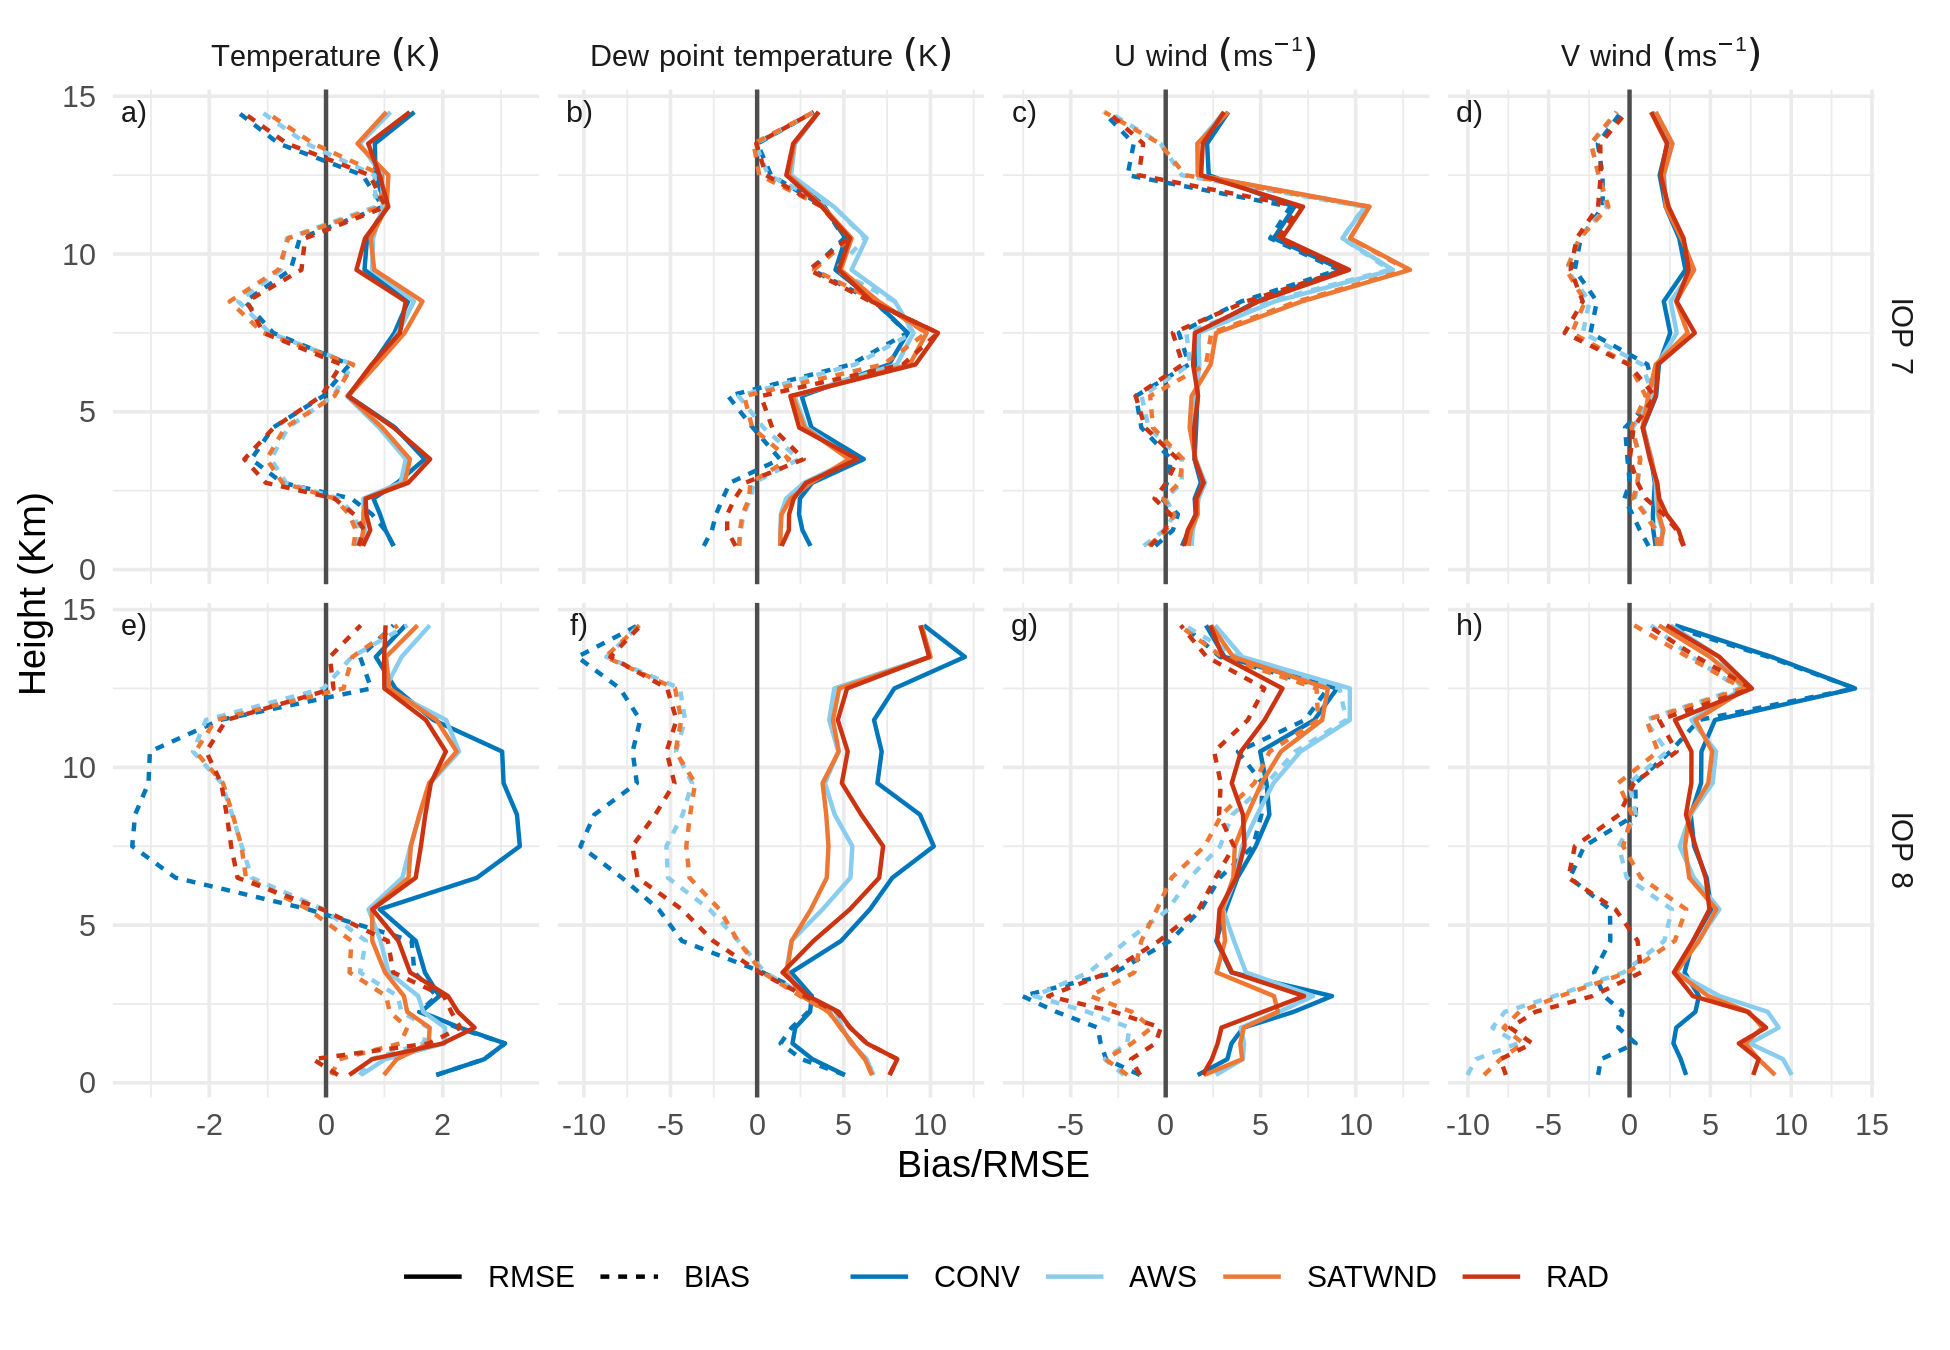 Temperature (K)
Dew point temperature (K)
U wind (ms⁻¹)
V wind (ms⁻¹)
15
10
5
0
a)
b)
c)
d)
IOP 7
Height (Km)
15
10
5
0
e)
f)
g)
h)
IOP 8
-2 0 2
-10 -5 0 5 10
-5 0 5 10
-10 -5 0 5 10 15
Bias/RMSE
RMSE BIAS CONV AWS SATWND RAD